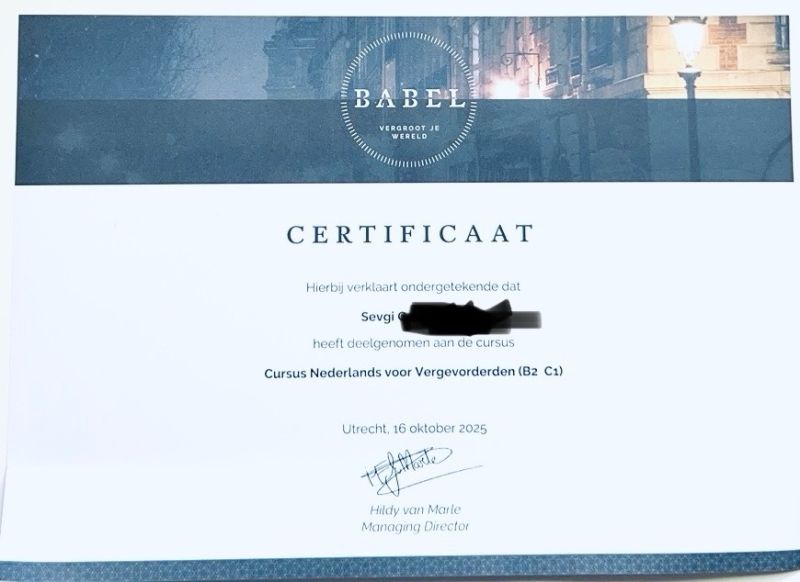 BABEL
VERGROOT JE
WERELD
CERTIFICAAT
Hierbij verklaart ondergetekende dat
Sevgi
heeft deelgenomen aan de cursus
Cursus Nederlands voor Vergevorderden (B2 C1)
Utrecht, 16 oktober 2025
Hildy van Marle
Managing Director